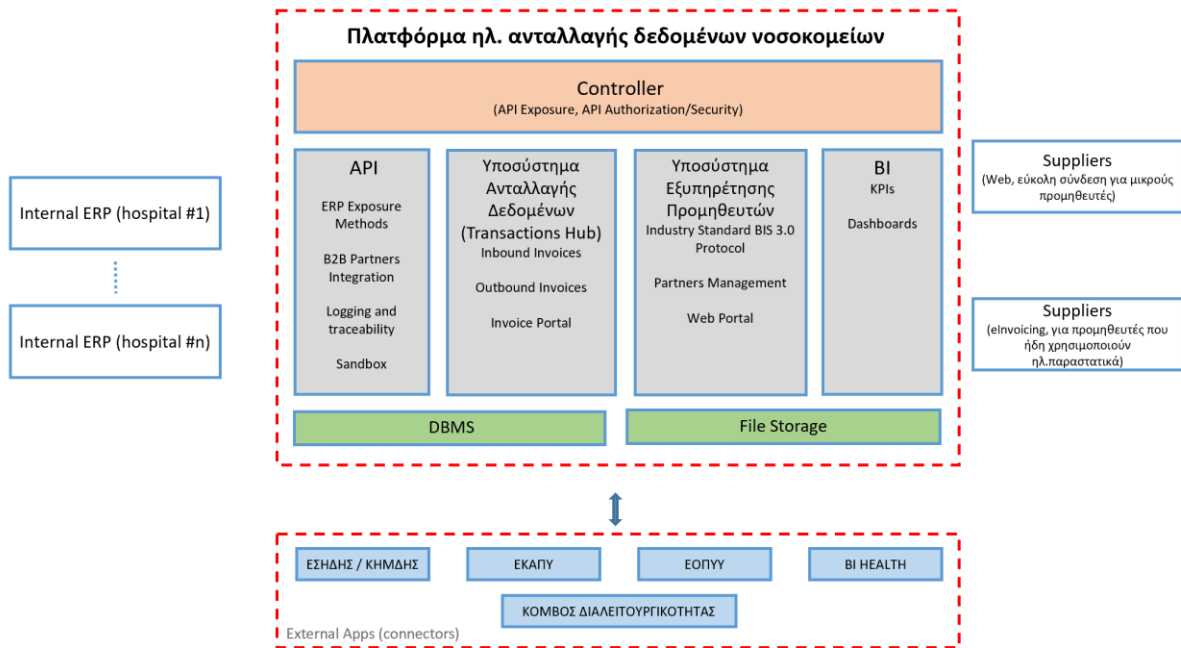 Πλατφόρμα ηλ. ανταλλαγής δεδομένων νοσοκομείων
Controller
(API Exposure, API Authorization/Security)
Internal ERP (hospital #1)
Internal ERP (hospital #n)
API
ERP Exposure
Methods
B2B Partners
Integration
Logging and
traceability
Sandbox
Υποσύστημα
Ανταλλαγής
Δεδομένων
(Transactions Hub)
Inbound Invoices
Outbound Invoices
Invoice Portal
Υποσύστημα
Εξυπηρέτησης
Προμηθευτών
Industry Standard BIS 3.0
Protocol
Partners Management
Web Portal
BI
KPIs
Dashboards
Suppliers
(Web, εύκολη σύνδεση για μικρούς
προμηθευτές)
Suppliers
(eInvoicing, για προμηθευτές που
ήδη χρησιμοποιούν
ηλ.παραστατικά)
DBMS
File Storage
ΕΣΗΔΗΣ / ΚΗΜΔΗΣ
ΕΚΑΠΥ
ΕΟΠΥΥ
BI HEALTH
ΚΟΜΒΟΣ ΔΙΑΛΕΙΤΟΥΡΓΙΚΟΤΗΤΑΣ
External Apps (connectors)